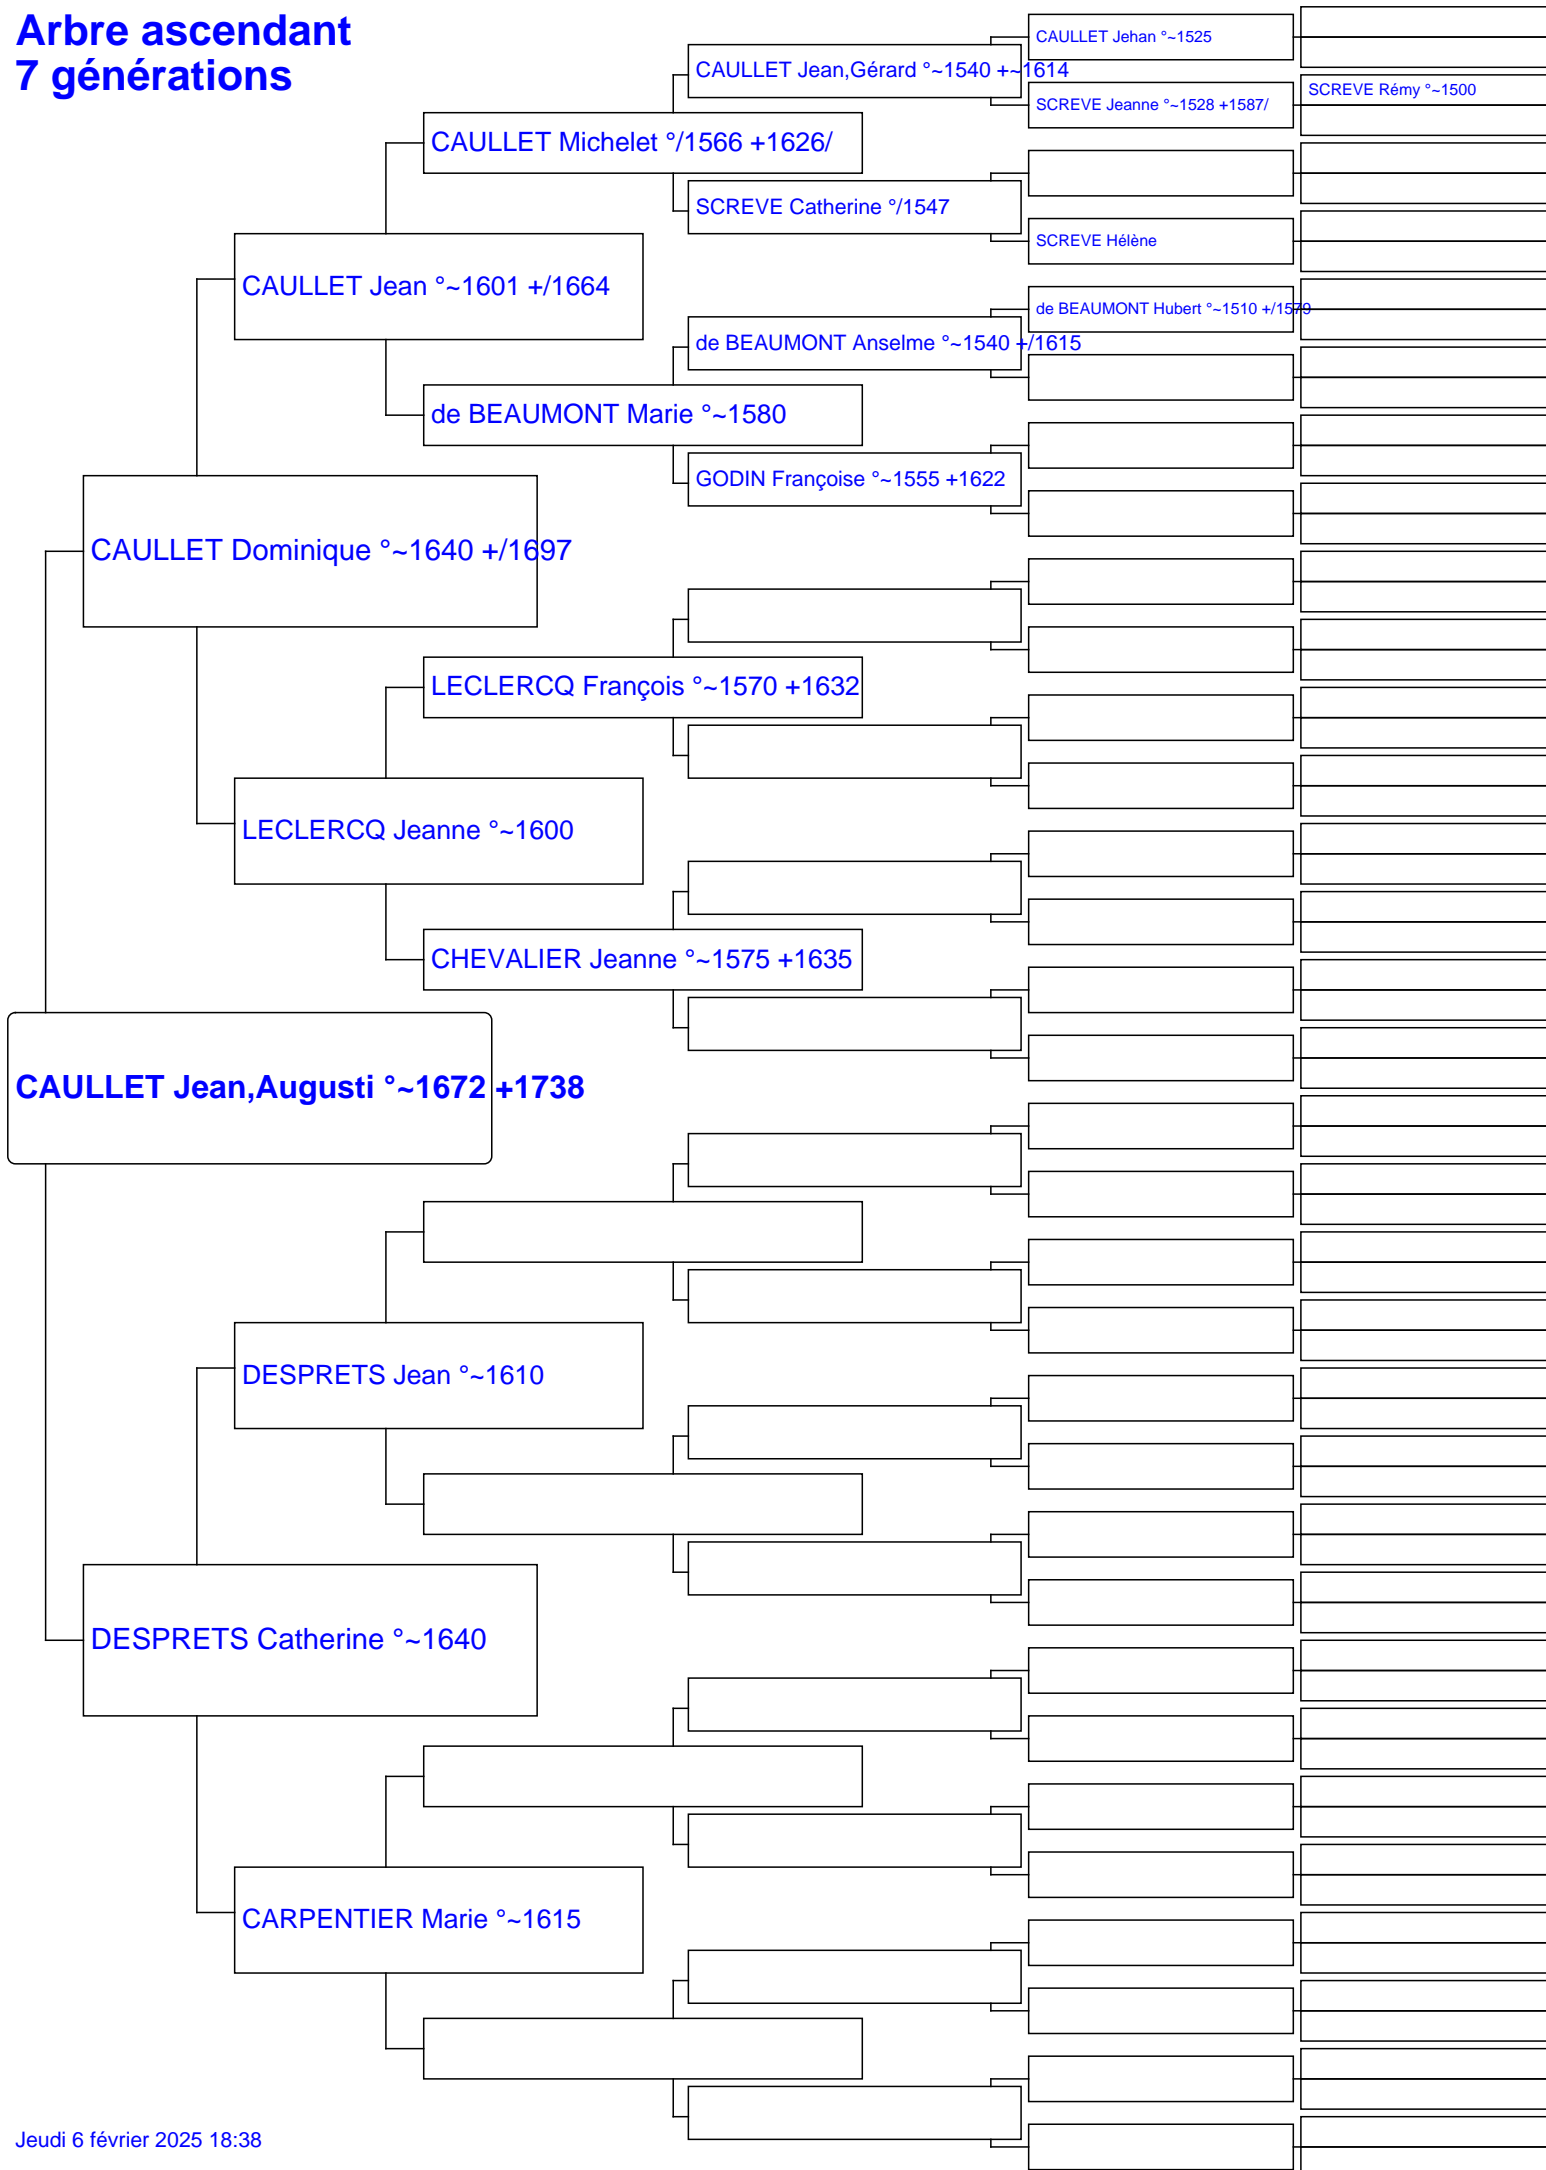 Arbre ascendant
7 générations
CAULLET Jehan °~1525
CAULLET Jean,Gérard °~1540 +~1614
SCREVE Rémy °~1500
SCREVE Jeanne °~1528 +1587/
CAULLET Michelet °/1566 +1626/
SCREVE Catherine °/1547
SCREVE Hélène
CAULLET Jean °~1601 +/1664
de BEAUMONT Hubert °~1510 +/1579
de BEAUMONT Anselme °~1540 +/1615
de BEAUMONT Marie °~1580
GODIN Françoise °~1555 +1622
CAULLET Dominique °~1640 +/1697
LECLERCQ François °~1570 +1632
LECLERCQ Jeanne °~1600
CHEVALIER Jeanne °~1575 +1635
CAULLET Jean,Augusti °~1672 +1738
DESPRETS Jean °~1610
DESPRETS Catherine °~1640
CARPENTIER Marie °~1615
Jeudi 6 février 2025 18:38